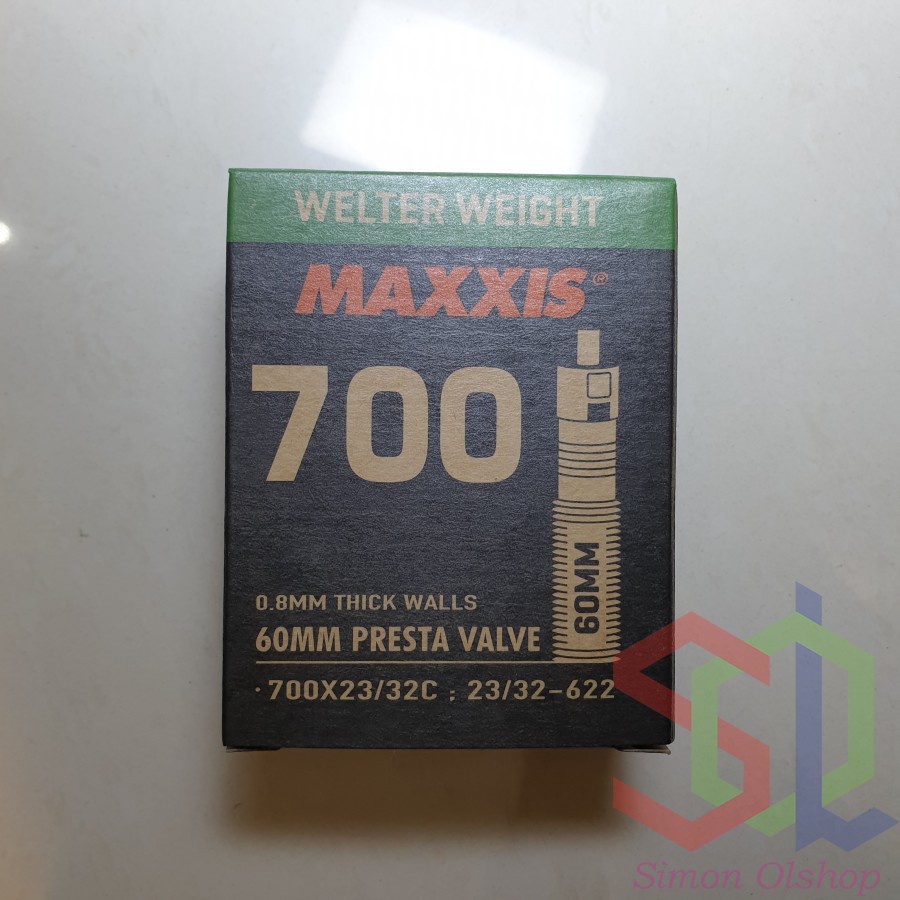 WELTER WEIGHT
MAXXIS®
700
60MM
0.8MM THICK WALLS
60MM PRESTA VALVE
· 700X23/32C ; 23/32-622
SOL
Simon Olshop